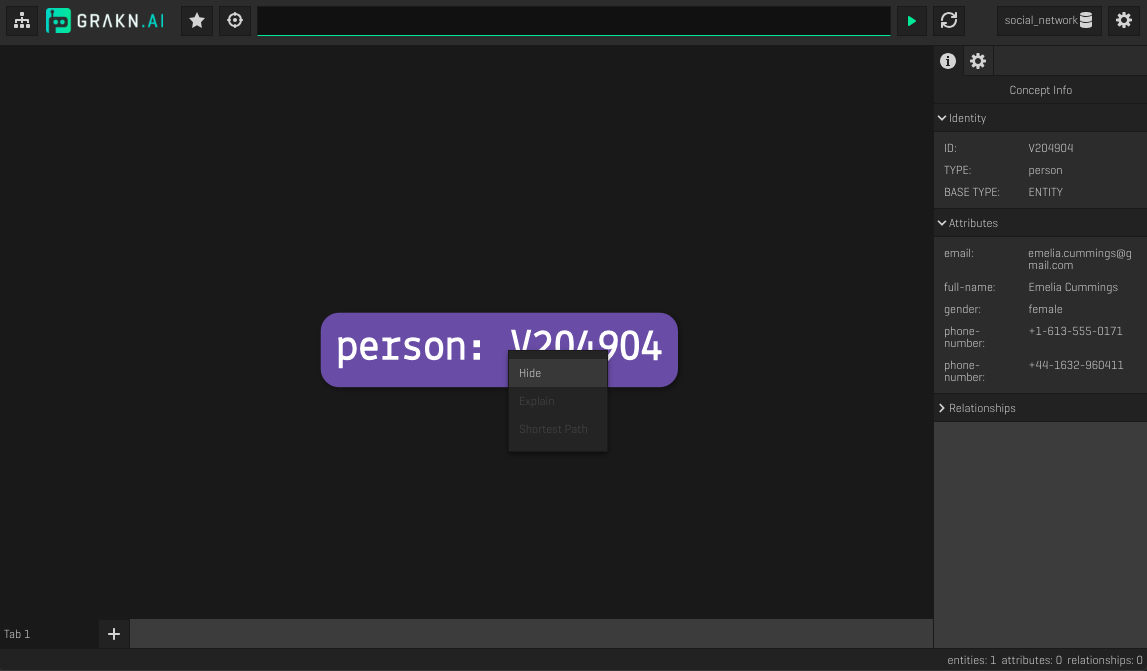 GRAKN.AI
social_network
Concept Info
Identity
ID: V204904
TYPE: person
BASE TYPE: ENTITY
Attributes
email: emelia.cummings@g
mail.com
full-name: Emelia Cummings
gender: female
phone- +1-613-555-0171
number:
phone- +44-1632-960411
number:
Relationships
person: V204904
Hide
Explain
Shortest Path
Tab 1
entities: 1 attributes: 0 relationships: 0